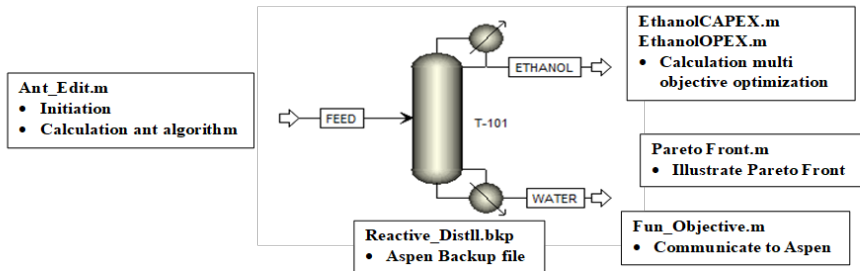 Ant_Edit.m
• Initiation
• Calculation ant algorithm
FEED
T-101
ETHANOL
WATER
Reactive_Distll.bkp
• Aspen Backup file
EthanolCAPEX.m
EthanolOPEX.m
• Calculation multi
objective optimization
Pareto Front.m
• Illustrate Pareto Front
Fun_Objective.m
• Communicate to Aspen